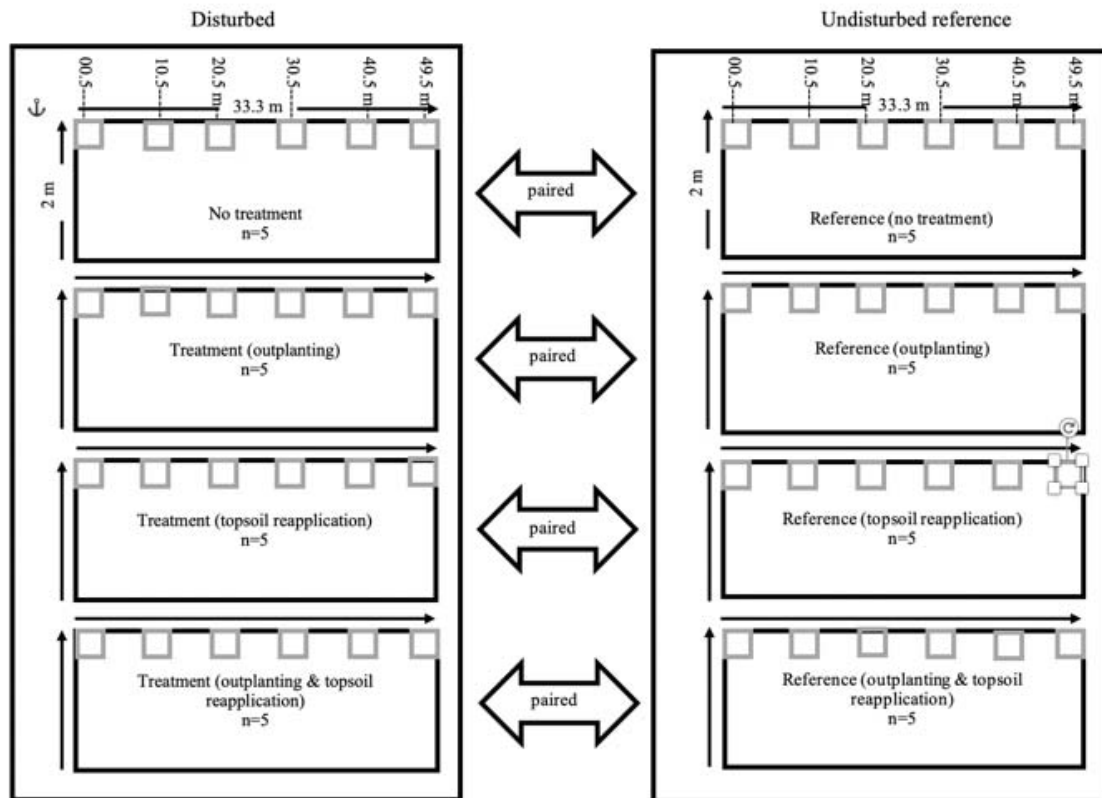 Disturbed
Undisturbed reference
00.5
10.5 m
20.5 m
30.5
40.5 m
49.5 m
33.3 m
2 m
No treatment
n=5
paired
00.5
10.5 m
20.5 m
30.5
40.5 m
49.5 m
33.3 m
2 m
Reference (no treatment)
n=5
Treatment (outplanting)
n=5
paired
Reference (outplanting)
n=5
Treatment (topsoil reapplication)
n=5
paired
Reference (topsoil reapplication)
n=5
Treatment (outplanting & topsoil
reapplication)
n=5
paired
Reference (outplanting & topsoil
reapplication)
n=5